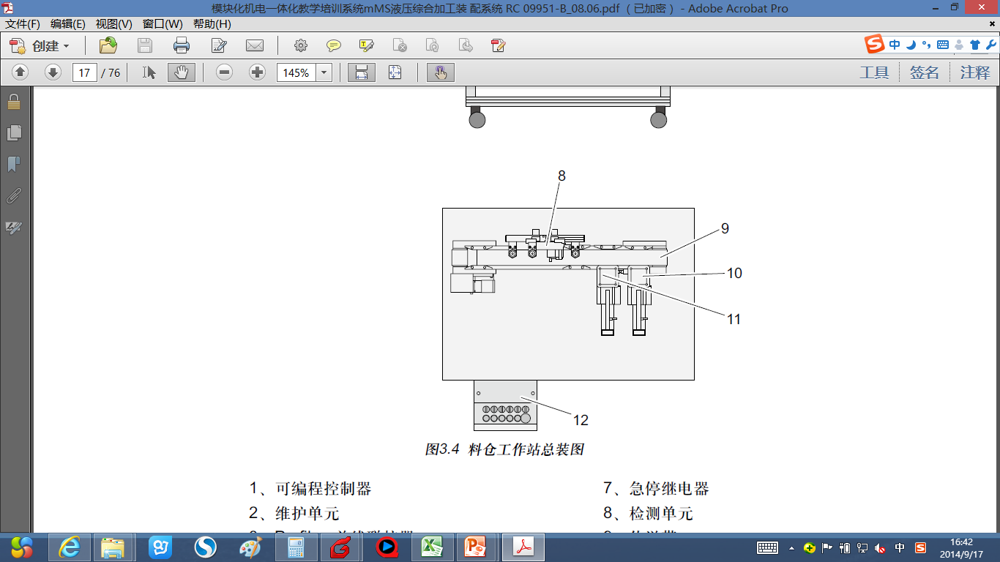 模块化机电一体化教学培训系统mMS液压综合加工装 配系统 RC 09951-B_08.06.pdf （已加密） - Adobe Acrobat Pro
文件(F) 编辑(E) 视图(V) 窗口(W) 帮助(H)
创建
中
17 / 76
145%
工具 签名 注释
8
9
10
11
12
图3.4 料仓工作站总装图
1、可编程控制器
7、急停继电器
2、维护单元
8、检测单元
中
16:42
2014/9/17